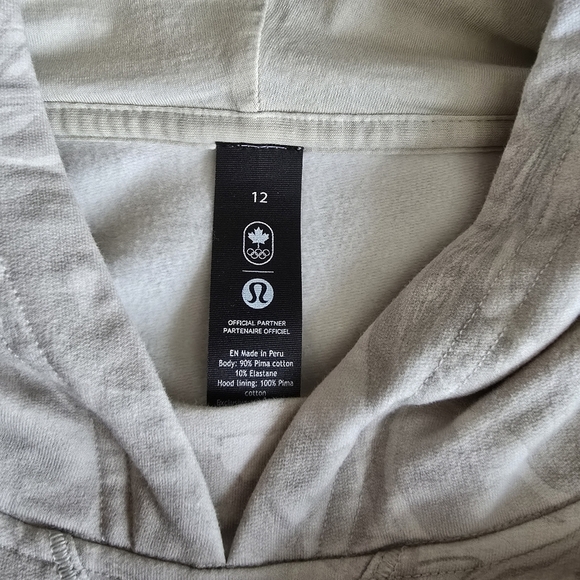 12
OFFICIAL PARTNER
PARTENAIRE OFFICIEL
EN Made in Peru
Body: 90% Pima cotton
10% Elastane
Hood lining: 100% Pima
cotton